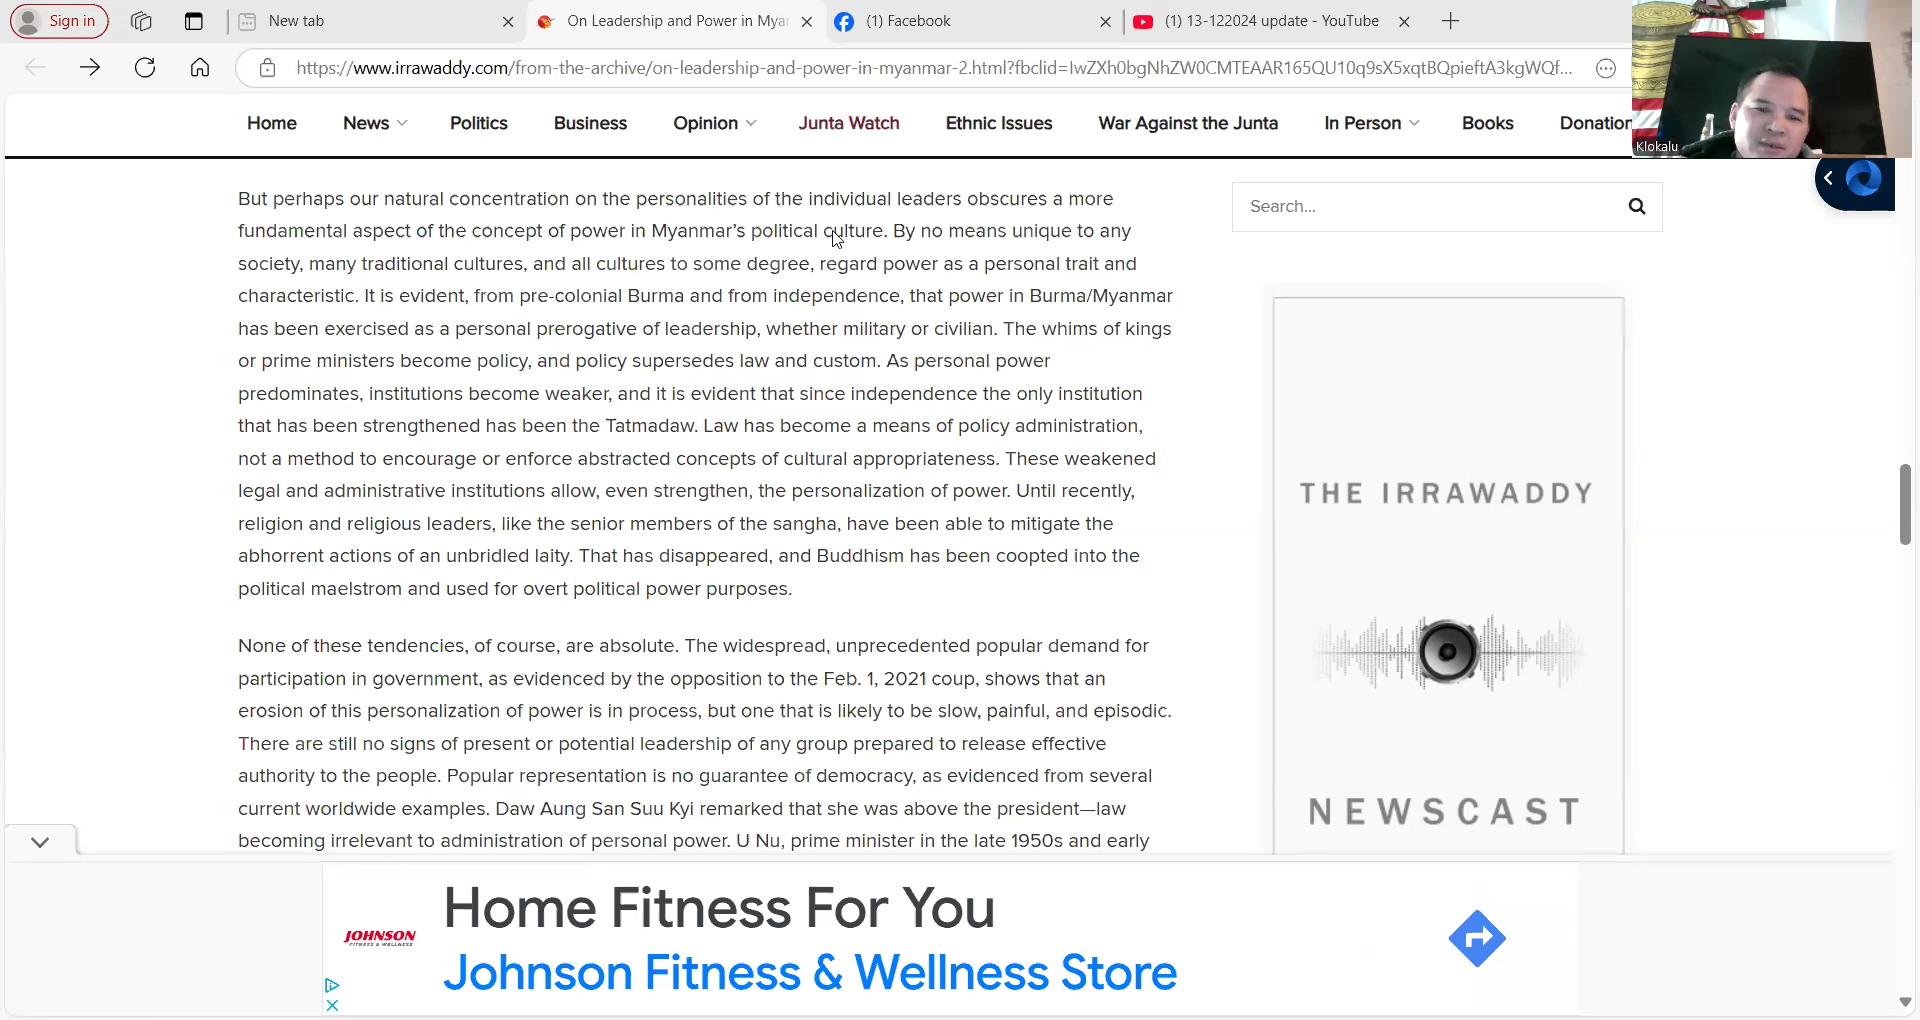 Sign in
New tab
On Leadership and Power in Myar
(1) Facebook
(1) 13-122024 update - YouTube
https://www.irrawaddy.com/from-the-archive/on-leadership-and-power-in-myanmar-2.html?fbclid=IwZXh0bgNhZW0CMTEAAR165QU10q9sX5xqtBQpieftA3kgWQf...
Home News Politics Business Opinion Junta Watch Ethnic Issues War Against the Junta In Person Books Donation
Klokalu
But perhaps our natural concentration on the personalities of the individual leaders obscures a more
fundamental aspect of the concept of power in Myanmar’s political culture. By no means unique to any
society, many traditional cultures, and all cultures to some degree, regard power as a personal trait and
characteristic. It is evident, from pre-colonial Burma and from independence, that power in Burma/Myanmar
has been exercised as a personal prerogative of leadership, whether military or civilian. The whims of kings
or prime ministers become policy, and policy supersedes law and custom. As personal power
predominates, institutions become weaker, and it is evident that since independence the only institution
that has been strengthened has been the Tatmadaw. Law has become a means of policy administration,
not a method to encourage or enforce abstracted concepts of cultural appropriateness. These weakened
legal and administrative institutions allow, even strengthen, the personalization of power. Until recently,
religion and religious leaders, like the senior members of the sangha, have been able to mitigate the
abhorrent actions of an unbridled laity. That has disappeared, and Buddhism has been coopted into the
political maelstrom and used for overt political power purposes.
None of these tendencies, of course, are absolute. The widespread, unprecedented popular demand for
participation in government, as evidenced by the opposition to the Feb. 1, 2021 coup, shows that an
erosion of this personalization of power is in process, but one that is likely to be slow, painful, and episodic.
There are still no signs of present or potential leadership of any group prepared to release effective
authority to the people. Popular representation is no guarantee of democracy, as evidenced from several
current worldwide examples. Daw Aung San Suu Kyi remarked that she was above the president—law
becoming irrelevant to administration of personal power. U Nu, prime minister in the late 1950s and early
Search...
THE IRRAWADDY
NEWSCAST
JOHNSON
FITNESS & WELLNESS
Home Fitness For You
Johnson Fitness & Wellness Store